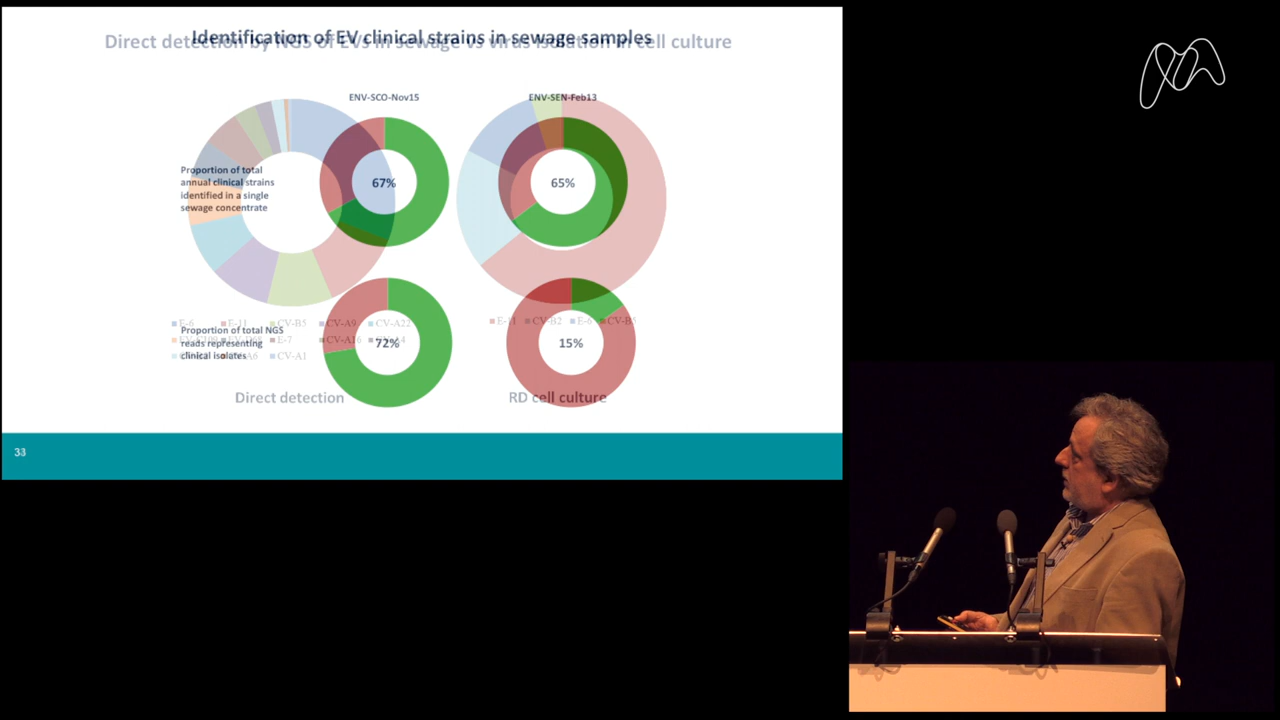 Identification of EV clinical strains in sewage samples
Direct detection by NGS of EVs in sewage vs virus isolation in cell culture
ENV-SCO-Nov15
ENV-SEN-Feb13
Proportion of total
annual clinical strains
identified in a single
sewage concentrate
67%
65%
E-6 E-11 CV-B5 CV-A9 CV-A22
E-11 CV-B2 E-6 CV-B5
Proportion of total NGS
reads representing
clinical isolates
E-7 CV-A16
CV-A1
72%
15%
Direct detection
RD cell culture
33